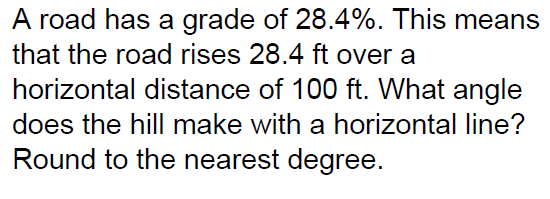 A road has a grade of 28.4%. This means
that the road rises 28.4 ft over a
horizontal distance of 100 ft. What angle
does the hill make with a horizontal line?
Round to the nearest degree.